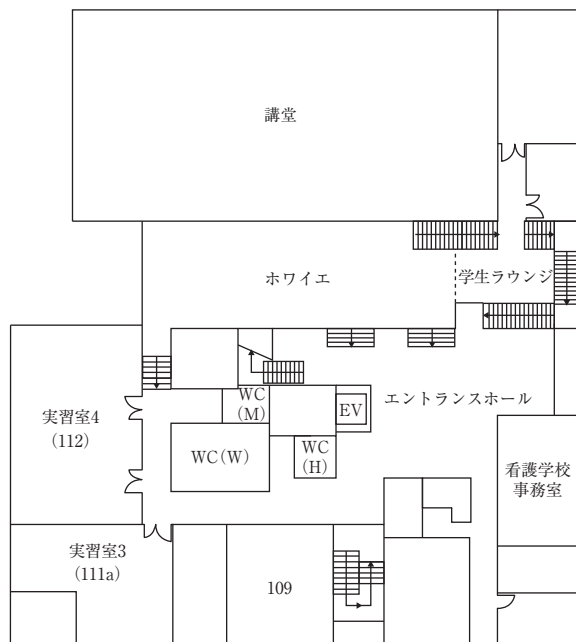 講堂
ホワイエ
学生ラウンジ
エントランスホール
WC
(M)
EV
実習室4
(112)
WC(W)
WC
(H)
看護学校
事務室
実習室3
(111a)
109